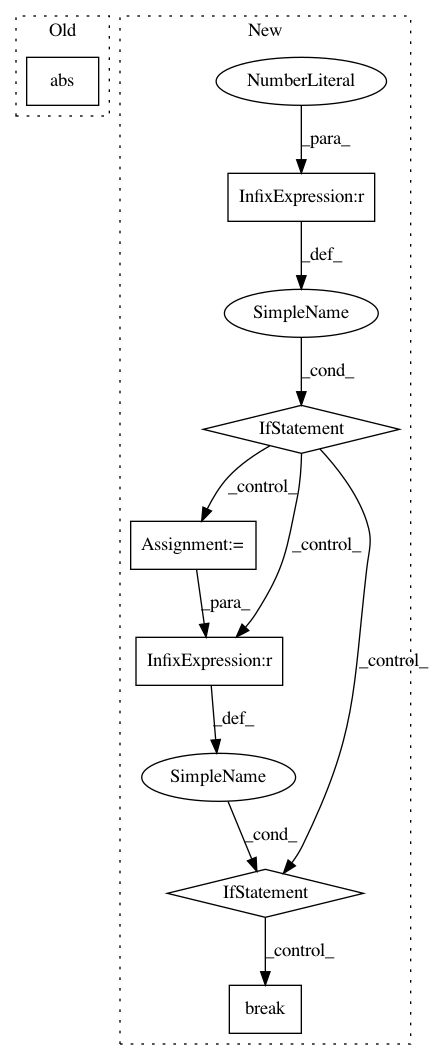 Old
New
abs
NumberLiteral
_para_
InfixExpression:r
_def_
SimpleName
_cond_
IfStatement
_control_
Assignment:=
_control_
_para_
_control_
InfixExpression:r
_def_
SimpleName
_cond_
IfStatement
_control_
break